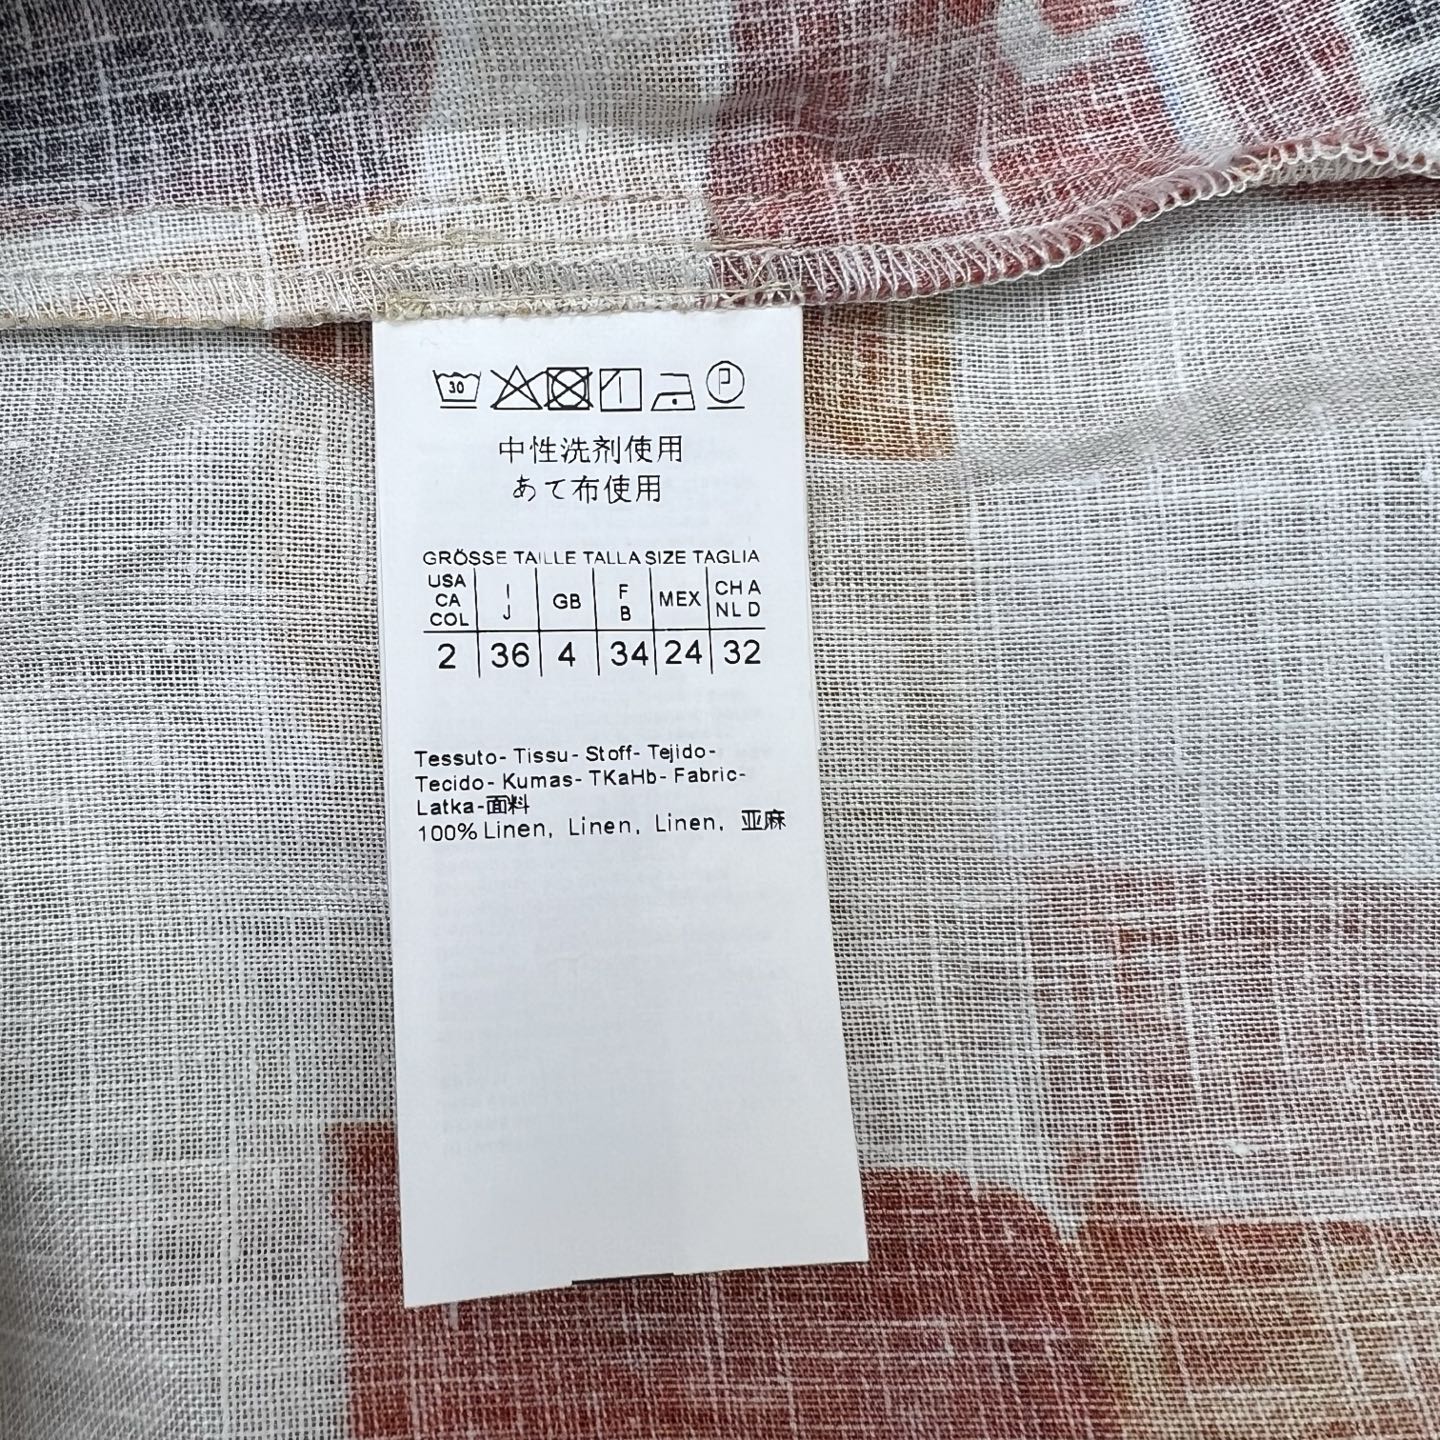 30
P
中性洗剤使用
あて布使用
GRÖSSE TAILLE TALLA SIZE TAGLIA
USA CA COL I J GB F B MEX CH A NL D
2 36 4 34 24 32
Tessuto- Tissu- Stoff- Tejido-
Tecido- Kumas- TKaHb- Fabric-
Latka-面料
100% Linen, Linen, Linen, 亚麻